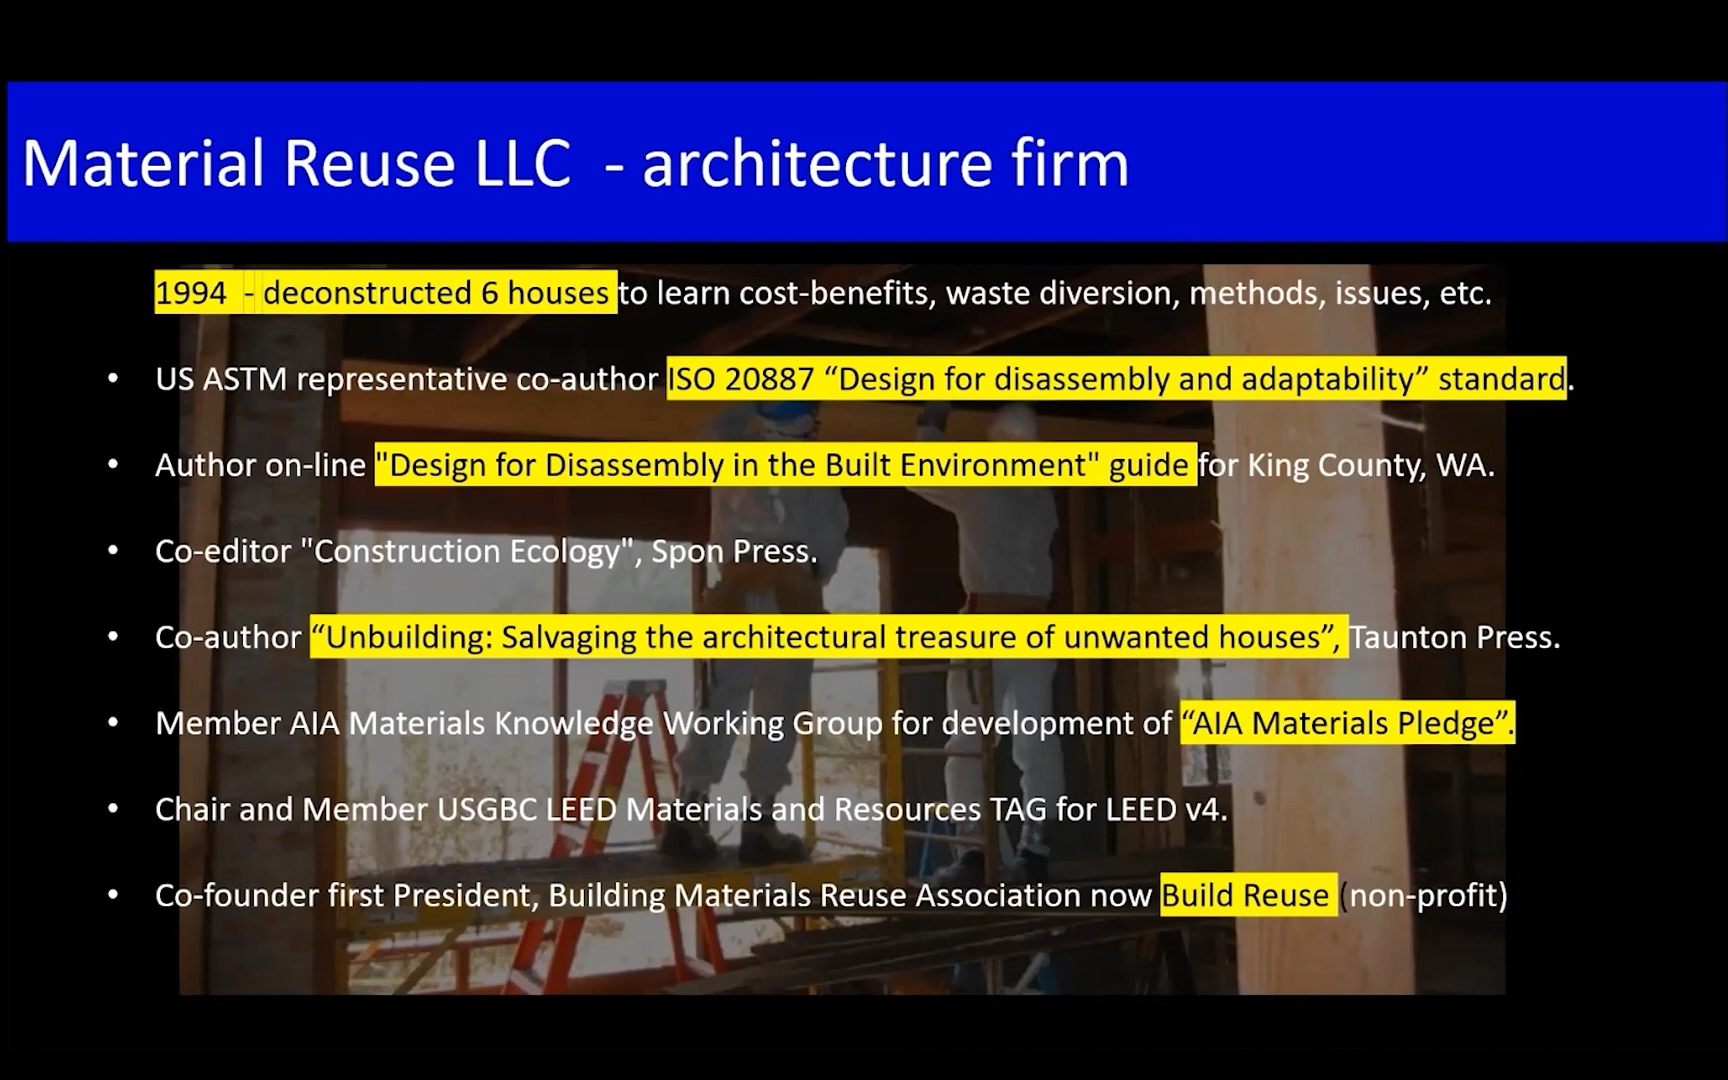 Material Reuse LLC  - architecture firm
1994  - deconstructed 6 houses to learn cost-benefits, waste diversion, methods, issues, etc.
• US ASTM representative co-author ISO 20887 “Design for disassembly and adaptability” standard.
• Author on-line "Design for Disassembly in the Built Environment" guide for King County, WA.
• Co-editor "Construction Ecology", Spon Press.
• Co-author “Unbuilding: Salvaging the architectural treasure of unwanted houses”, Taunton Press.
• Member AIA Materials Knowledge Working Group for development of “AIA Materials Pledge”.
• Chair and Member USGBC LEED Materials and Resources TAG for LEED v4.
• Co-founder first President, Building Materials Reuse Association now Build Reuse (non-profit)